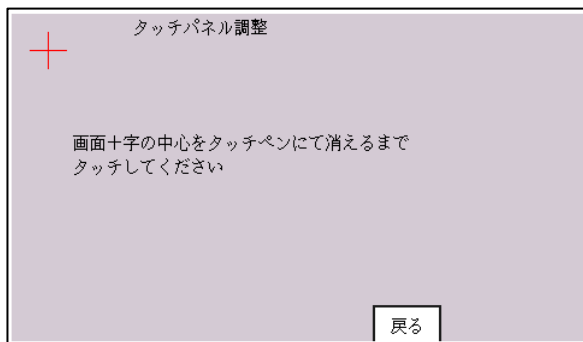 タッチパネル調整
画面十字の中心をタッチペンにて消えるまで
タッチしてください
戻る